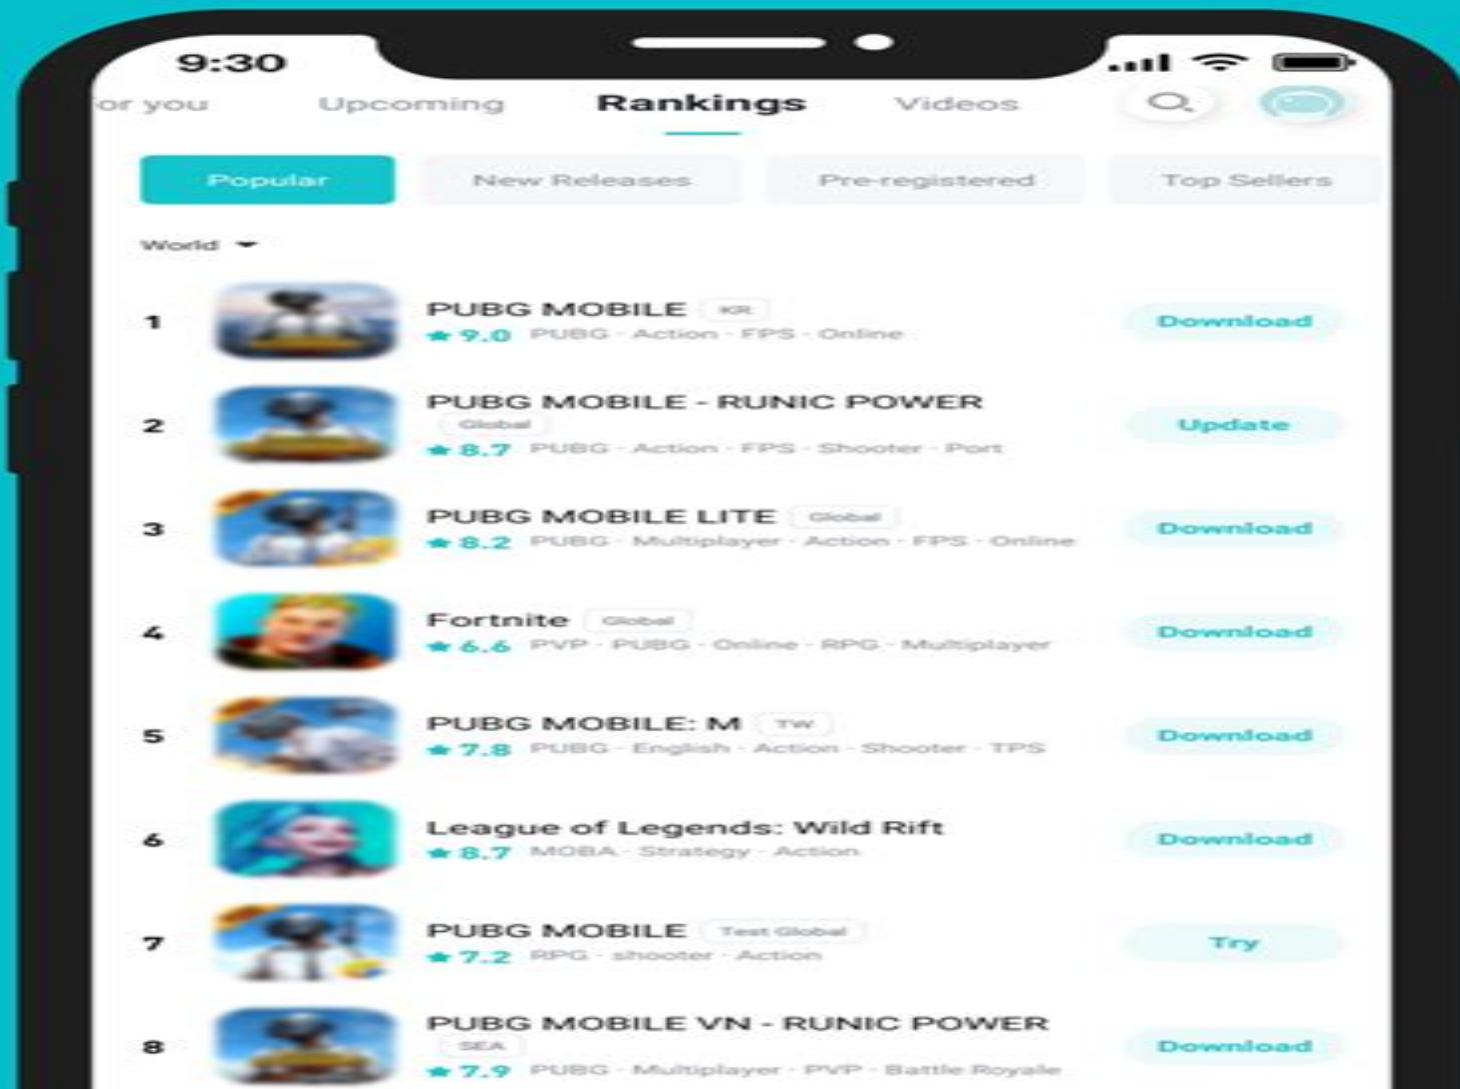 9:30
or you Upcoming Rankings Videos
Popular New Releases Pre-registered Top Sellers
World
1 PUBG MOBILE KR Download
9.0 PUBG · Action · FPS · Online
2 PUBG MOBILE - RUNIC POWER Update
Global
8.7 PUBG · Action · FPS · Shooter · Port
3 PUBG MOBILE LITE Global Download
8.2 PUBG · Multiplayer · Action · FPS · Online
4 Fortnite Global Download
6.6 PVP · PUBG · Online · RPG · Multiplayer
5 PUBG MOBILE: M TW Download
7.8 PUBG · English · Action · Shooter · TPS
6 League of Legends: Wild Rift Download
8.7 MOBA · Strategy · Action
7 PUBG MOBILE Test Global Try
7.2 RPG · shooter · Action
8 PUBG MOBILE VN - RUNIC POWER Download
SEA
7.9 PUBG · Multiplayer · PVP · Battle Royale